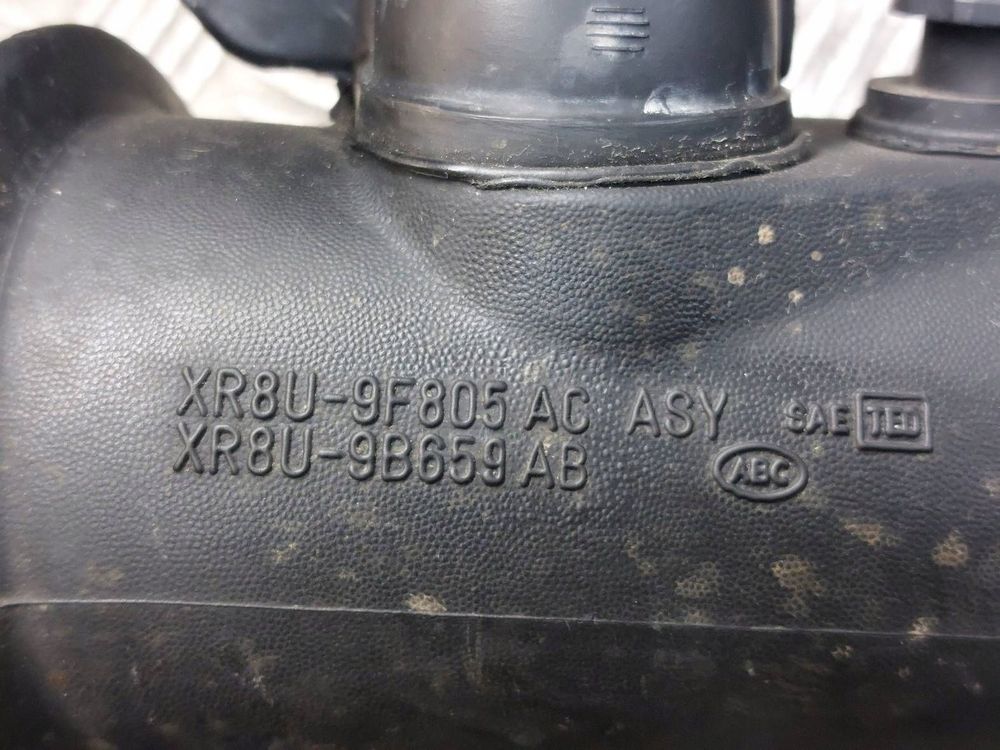 XR8U-9F805 AC ASY SAE TEO
XR8U-9B659 AB ABC